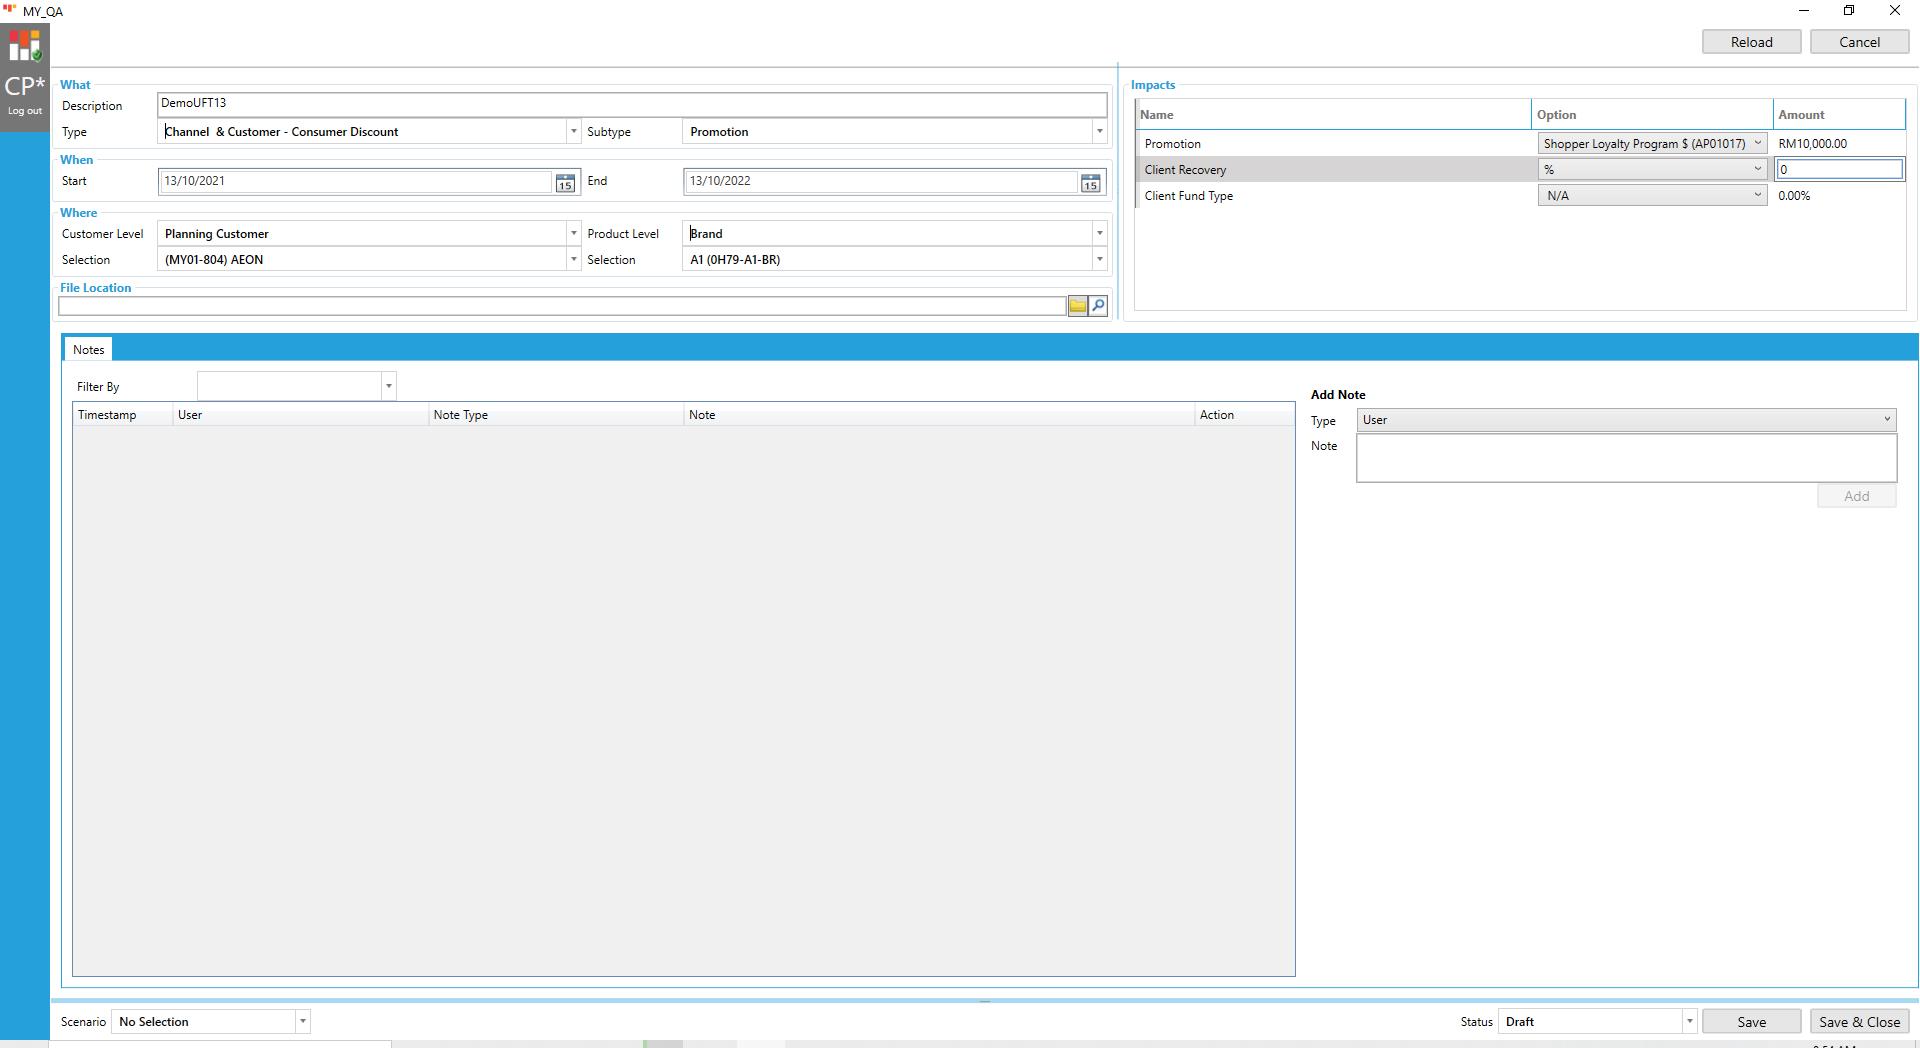 MY_QA
Reload Cancel
CP*
Log out
What
Description DemoUFT13
Type Channel  & Customer - Consumer Discount Subtype Promotion
When
Start 13/10/2021 15 End 13/10/2022 15
Where
Customer Level Planning Customer Product Level Brand
Selection (MY01-804) AEON Selection A1 (0H79-A1-BR)
File Location
Impacts
Name Option Amount
Promotion Shopper Loyalty Program $ (AP01017) RM10,000.00
Client Recovery % 0
Client Fund Type N/A 0.00%
Notes
Filter By
Timestamp User Note Type Note Action
Add Note
Type User
Note
Add
Scenario No Selection Status Draft Save Save & Close